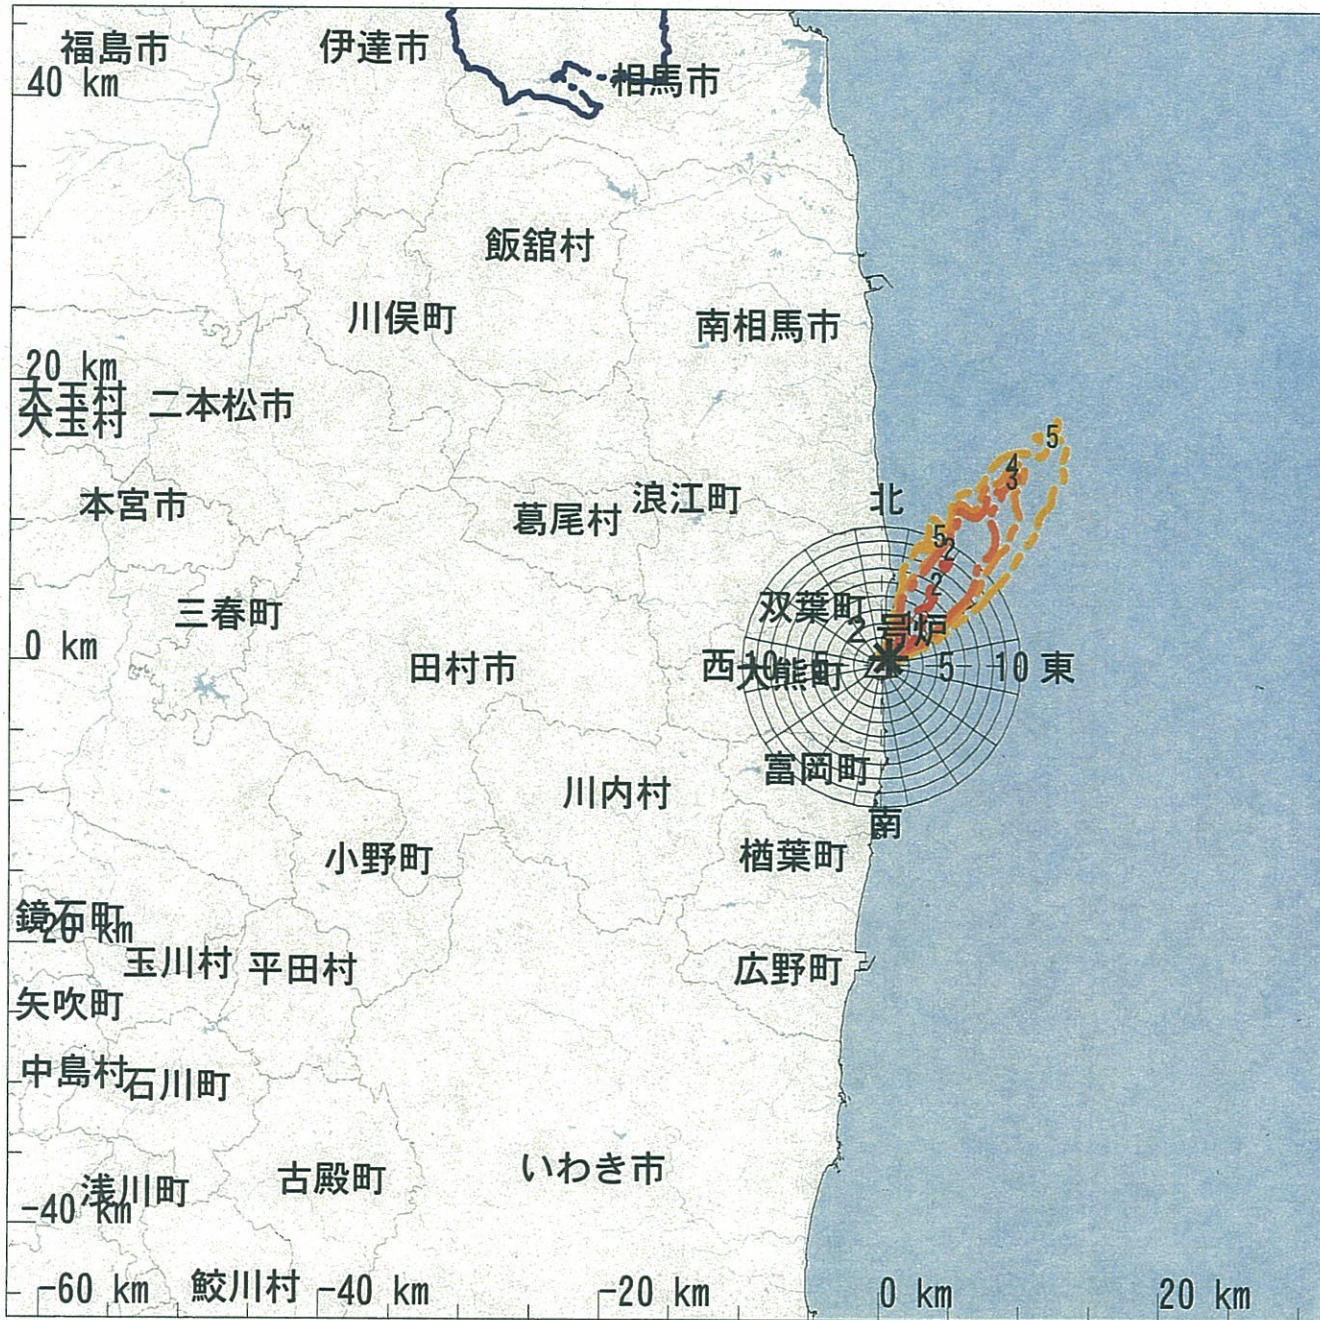 福島市 伊達市
40 km 相馬市
飯舘村
川俣町 南相馬市
20 km
大玉村 二本松市
大玉村
5
4
3
本宮市 葛尾村 浪江町 北
5
2
2
三春町 双葉町
2号炉
0 km 田村市 西 10 5 5 10 東
大熊町
富岡町
川内村
南
小野町 楢葉町
鏡石町
-20 km
玉川村 平田村 広野町
矢吹町
中島村 石川町
いわき市
浅川町 古殿町
-40 km
-60 km 鮫川村 -40 km -20 km 0 km 20 km